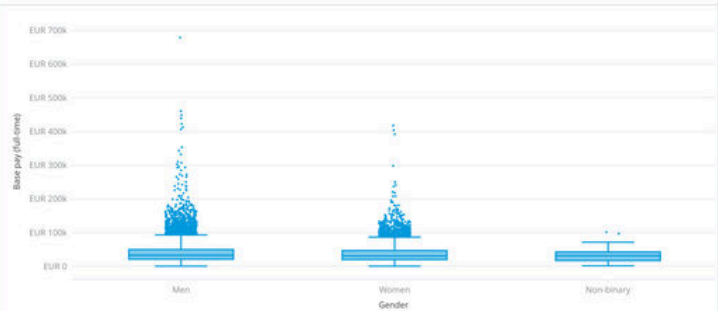 EUR 700k
EUR 600k
EUR 500k
EUR 400k
EUR 300k
EUR 200k
EUR 100k
EUR 0
Base pay (full-time)
Men Women Non-binary
Gender